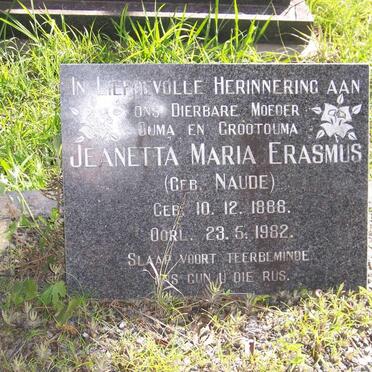 In Liefdevolle Herinnering aan
ons Dierbare Moeder
Ouma en Grootouma
Jeanetta Maria Erasmus
(Geb. Naude)
Geb. 10. 12. 1886.
Oorl. 23. 5. 1982.
Slaap voort teerbeminde
ons gun u die rus.